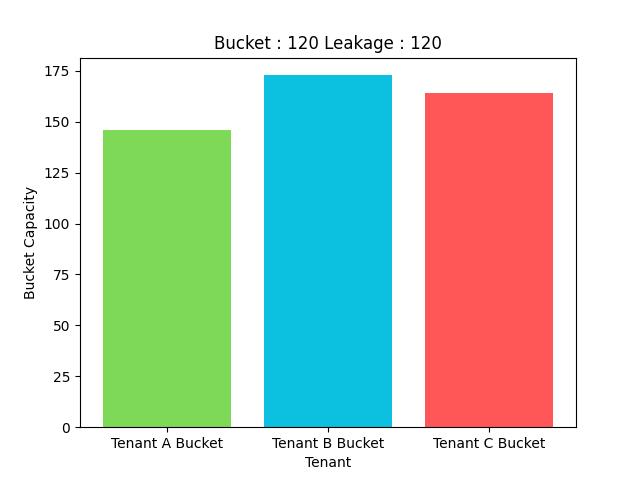 Bucket : 120 Leakage : 120
175
150
125
100
75
50
25
0
Bucket Capacity
Tenant A Bucket Tenant B Bucket Tenant C Bucket
Tenant